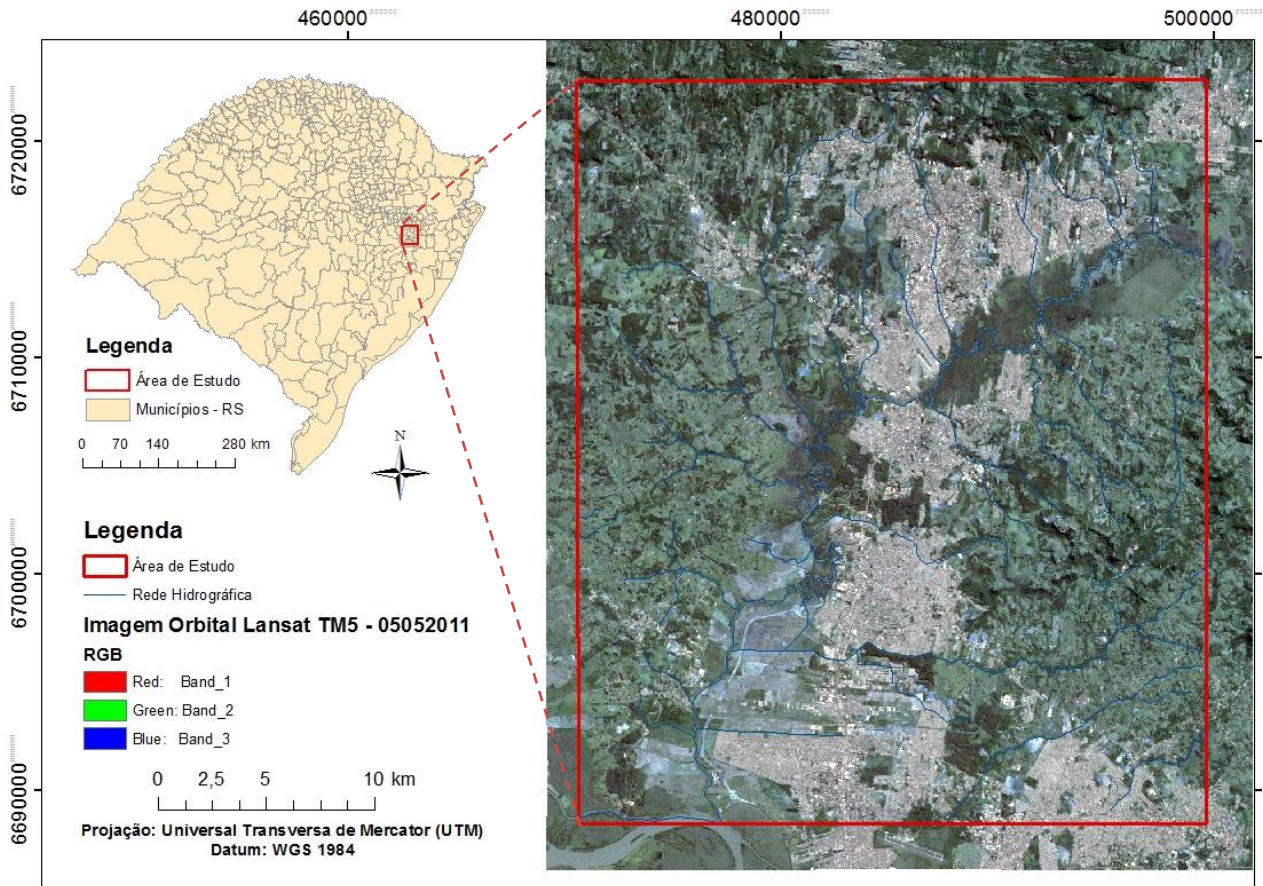 460000
480000
500000
6720000
6710000
6700000
6690000
Legenda
Área de Estudo
Municípios - RS
0 70 140 280 km
N
Legenda
Área de Estudo
Rede Hidrográfica
Imagem Orbital Lansat TM5 - 05052011
RGB
Red: Band_1
Green: Band_2
Blue: Band_3
0 2,5 5 10 km
Projação: Universal Transversa de Mercator (UTM)
Datum: WGS 1984